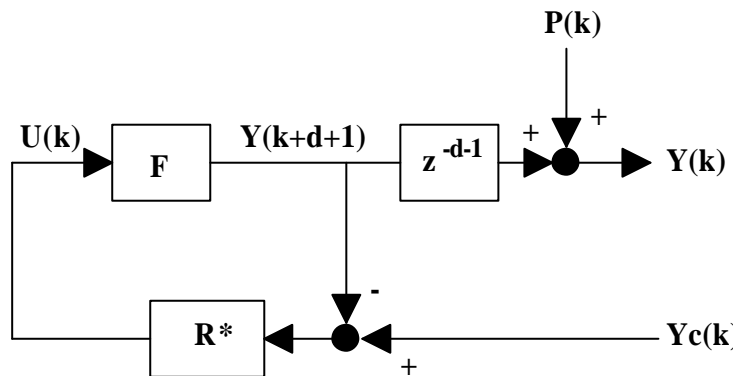 P(k)
U(k)
Y(k+d+1)
+
+
F
z -d-1
Y(k)
-
R*
+
Yc(k)